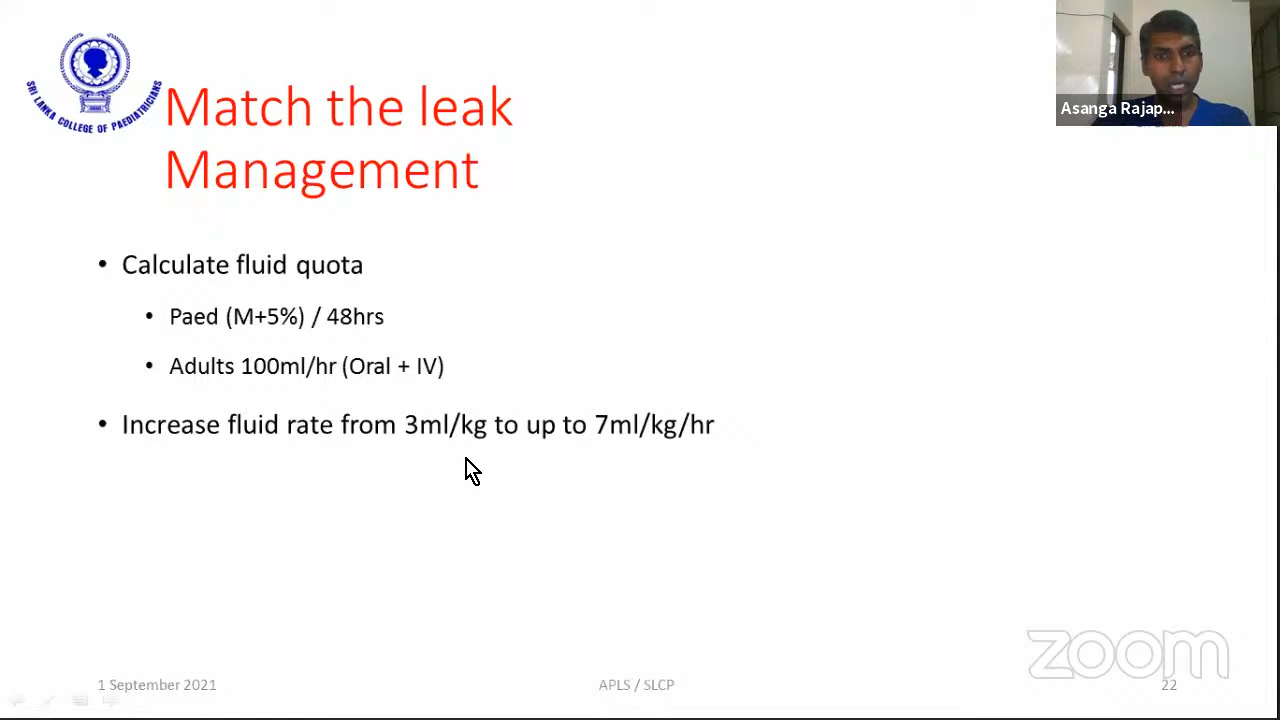 SRI LANKA COLLEGE OF PAEDIATRICIANS
Match the leak
Management
Asanga Rajap...
• Calculate fluid quota
• Paed (M+5%) / 48hrs
• Adults 100ml/hr (Oral + IV)
• Increase fluid rate from 3ml/kg to up to 7ml/kg/hr
zoom
1 September 2021
APLS / SLCP
22